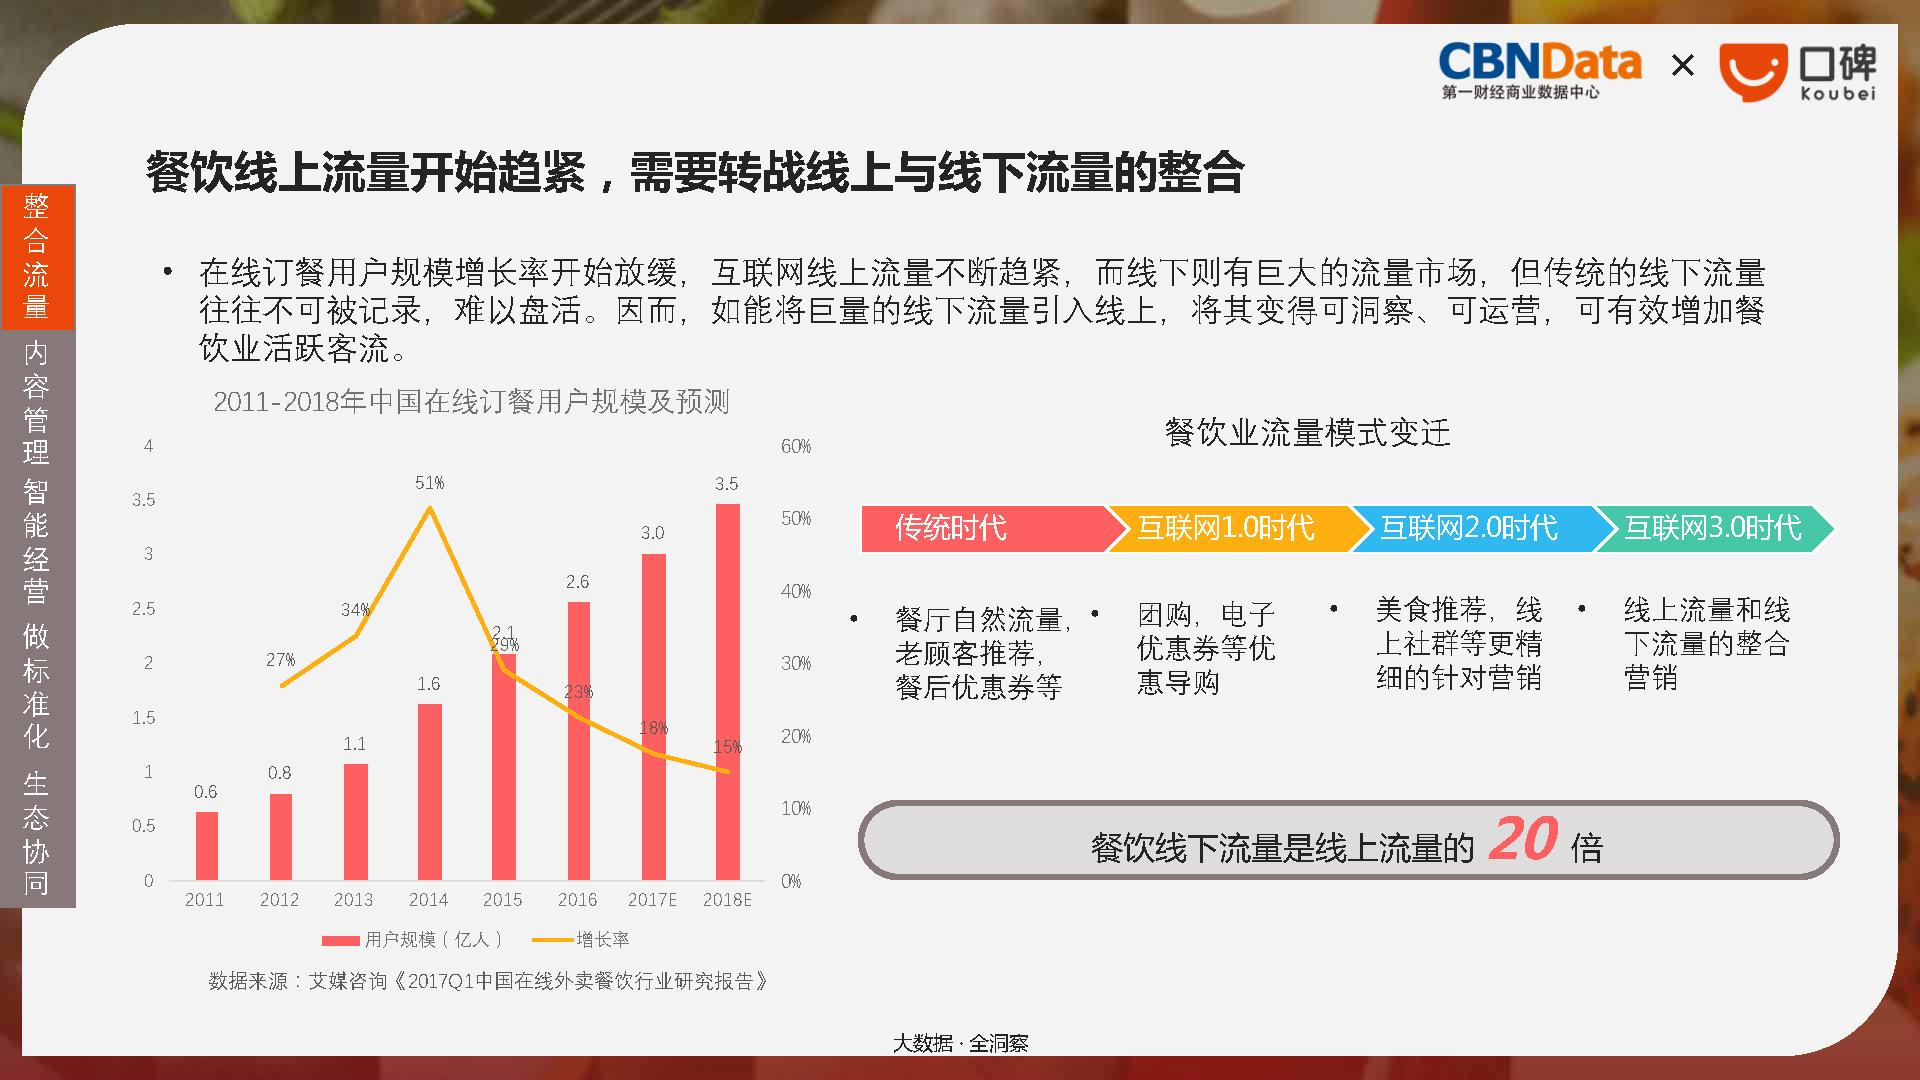 CBNData
第一财经商业数据中心
×
口碑
Koubei
餐饮线上流量开始趋紧，需要转战线上与线下流量的整合
整合流量
内容管理
智能经营
做标准化
生态协同
• 在线订餐用户规模增长率开始放缓，互联网线上流量不断趋紧，而线下则有巨大的流量市场，但传统的线下流量
往往不可被记录，难以盘活。因而，如能将巨量的线下流量引入线上，将其变得可洞察、可运营，可有效增加餐
饮业活跃客流。
2011-2018年中国在线订餐用户规模及预测
4
3.5
3
2.5
2
1.5
1
0.5
0
60%
50%
40%
30%
20%
10%
0%
0.6
0.8
1.1
1.6
2.1
2.6
3.0
3.5
27%
34%
51%
29%
23%
18%
15%
2011 2012 2013 2014 2015 2016 2017E 2018E
用户规模（亿人） 增长率
数据来源：艾媒咨询《2017Q1中国在线外卖餐饮行业研究报告》
餐饮业流量模式变迁
传统时代
互联网1.0时代
互联网2.0时代
互联网3.0时代
• 餐厅自然流量，
老顾客推荐，
餐后优惠券等
• 团购，电子
优惠券等优
惠导购
• 美食推荐，线
上社群等更精
细的针对营销
• 线上流量和线
下流量的整合
营销
餐饮线下流量是线上流量的 20 倍
大数据·全洞察